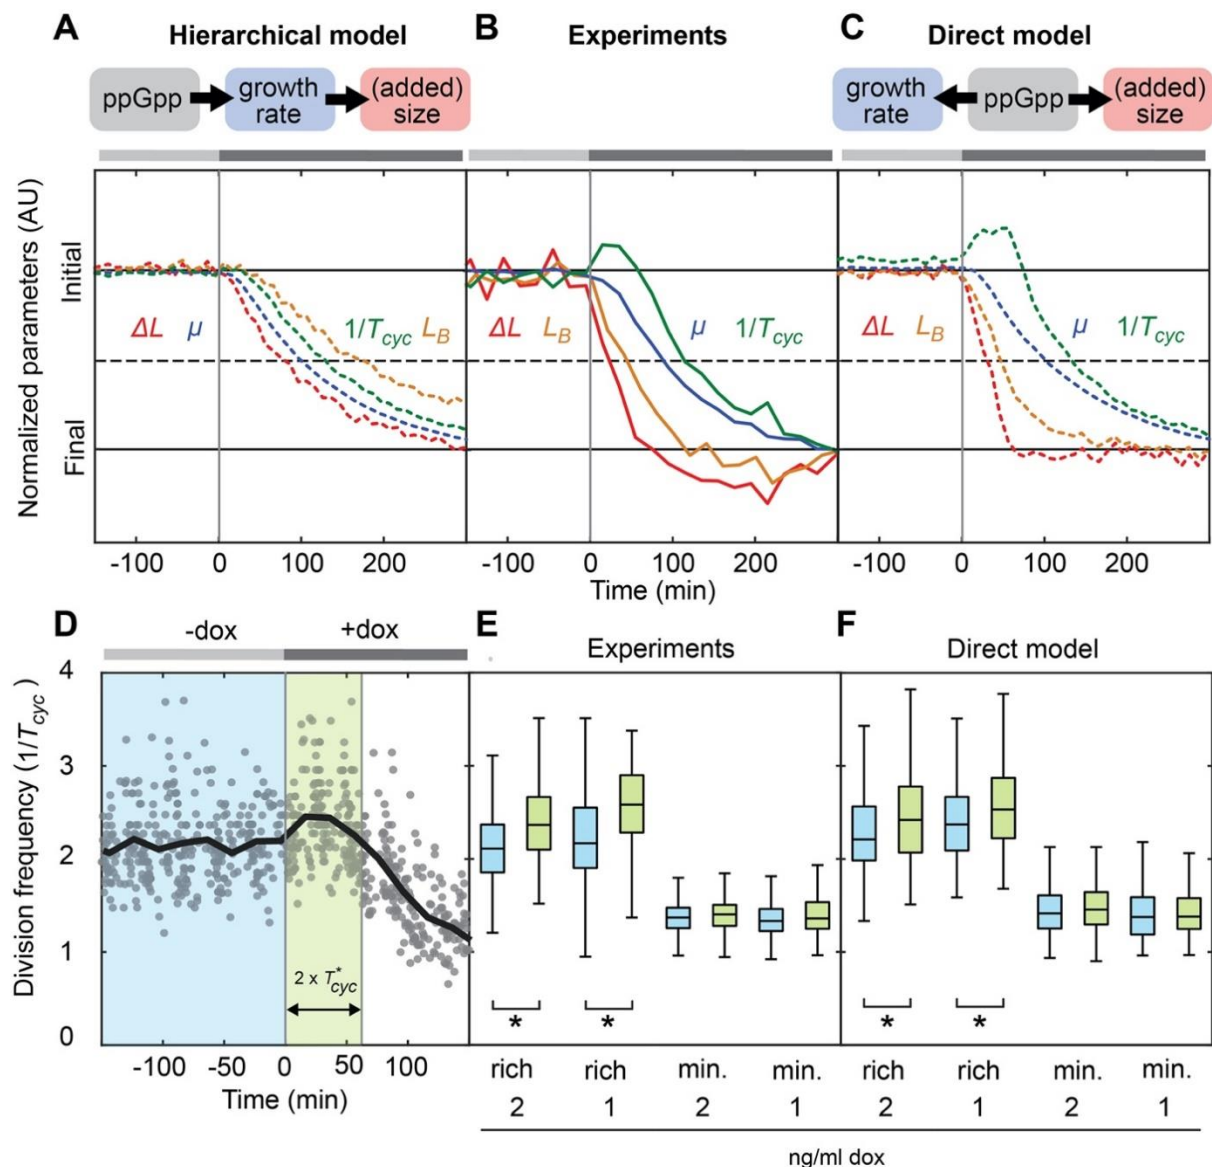 A Hierarchical model
ppGpp growth rate (added) size
B Experiments
C Direct model
growth rate ppGpp (added) size
Normalized parameters (AU)
Initial
Final
ΔL μ 1/Tcyc LB
ΔL LB μ 1/Tcyc
ΔL LB μ 1/Tcyc
-100 0 100 200
-100 0 100 200
-100 0 100 200
Time (min)
D -dox +dox
Division frequency (1/Tcyc)
4
3
2
1
0
2 x T*cyc
-100 -50 0 50 100
Time (min)
E Experiments
* *
rich rich min. min.
2 1 2 1
F Direct model
* *
rich rich min. min.
2 1 2 1
ng/ml dox